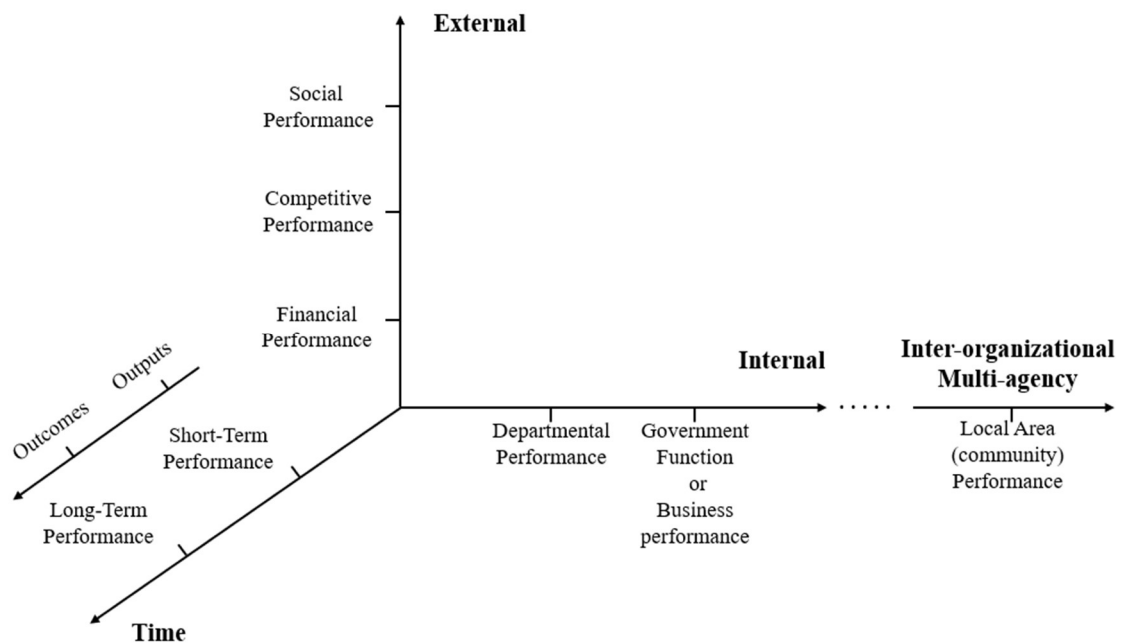 External
Social
Performance
Competitive
Performance
Financial
Performance
Internal
Inter-organizational
Multi-agency
Departmental
Performance
Government
Function
or
Business
performance
Local Area
(community)
Performance
Outputs
Outcomes
Short-Term
Performance
Long-Term
Performance
Time